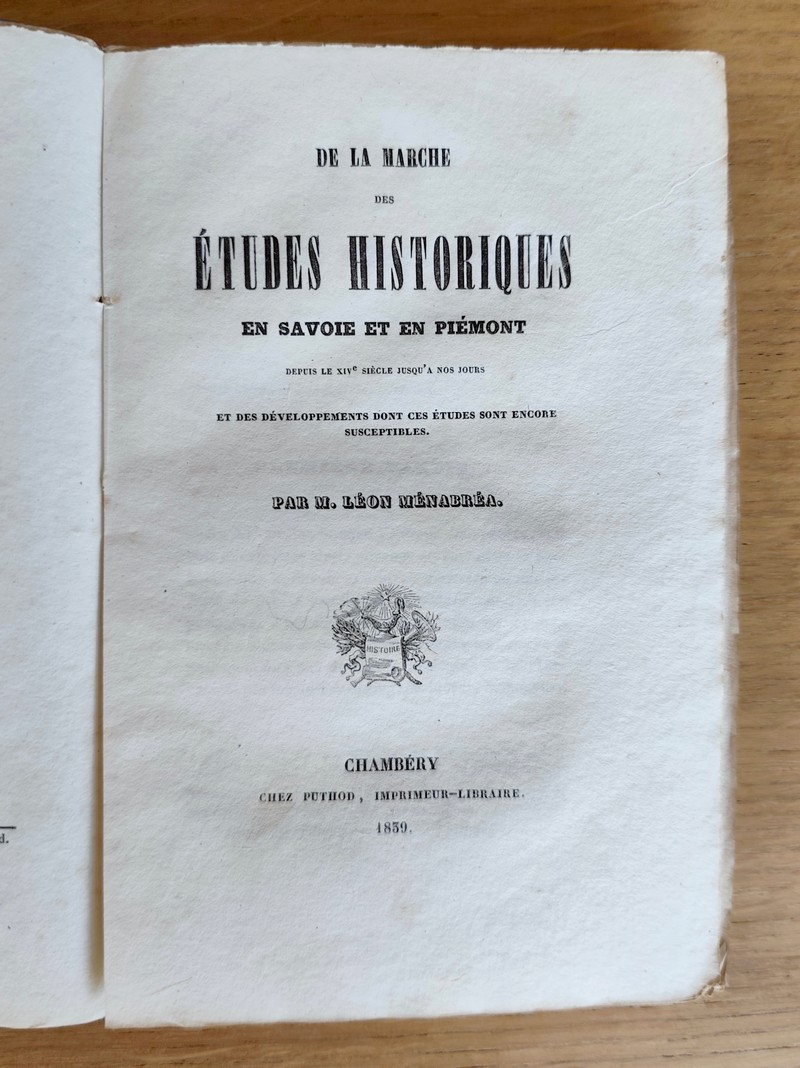 DE LA MARCHE
DES
ÉTUDES HISTORIQUES
EN SAVOIE ET EN PIÉMONT
DEPUIS LE XIVe SIÈCLE JUSQU'A NOS JOURS
ET DES DÉVELOPPEMENTS DONT CES ÉTUDES SONT ENCORE
SUSCEPTIBLES.
PAR M. LÉON MÉNABRÉA.
HISTOIRE
CHAMBÉRY
CHEZ PUTHOD, IMPRIMEUR-LIBRAIRE.
1839.
d.